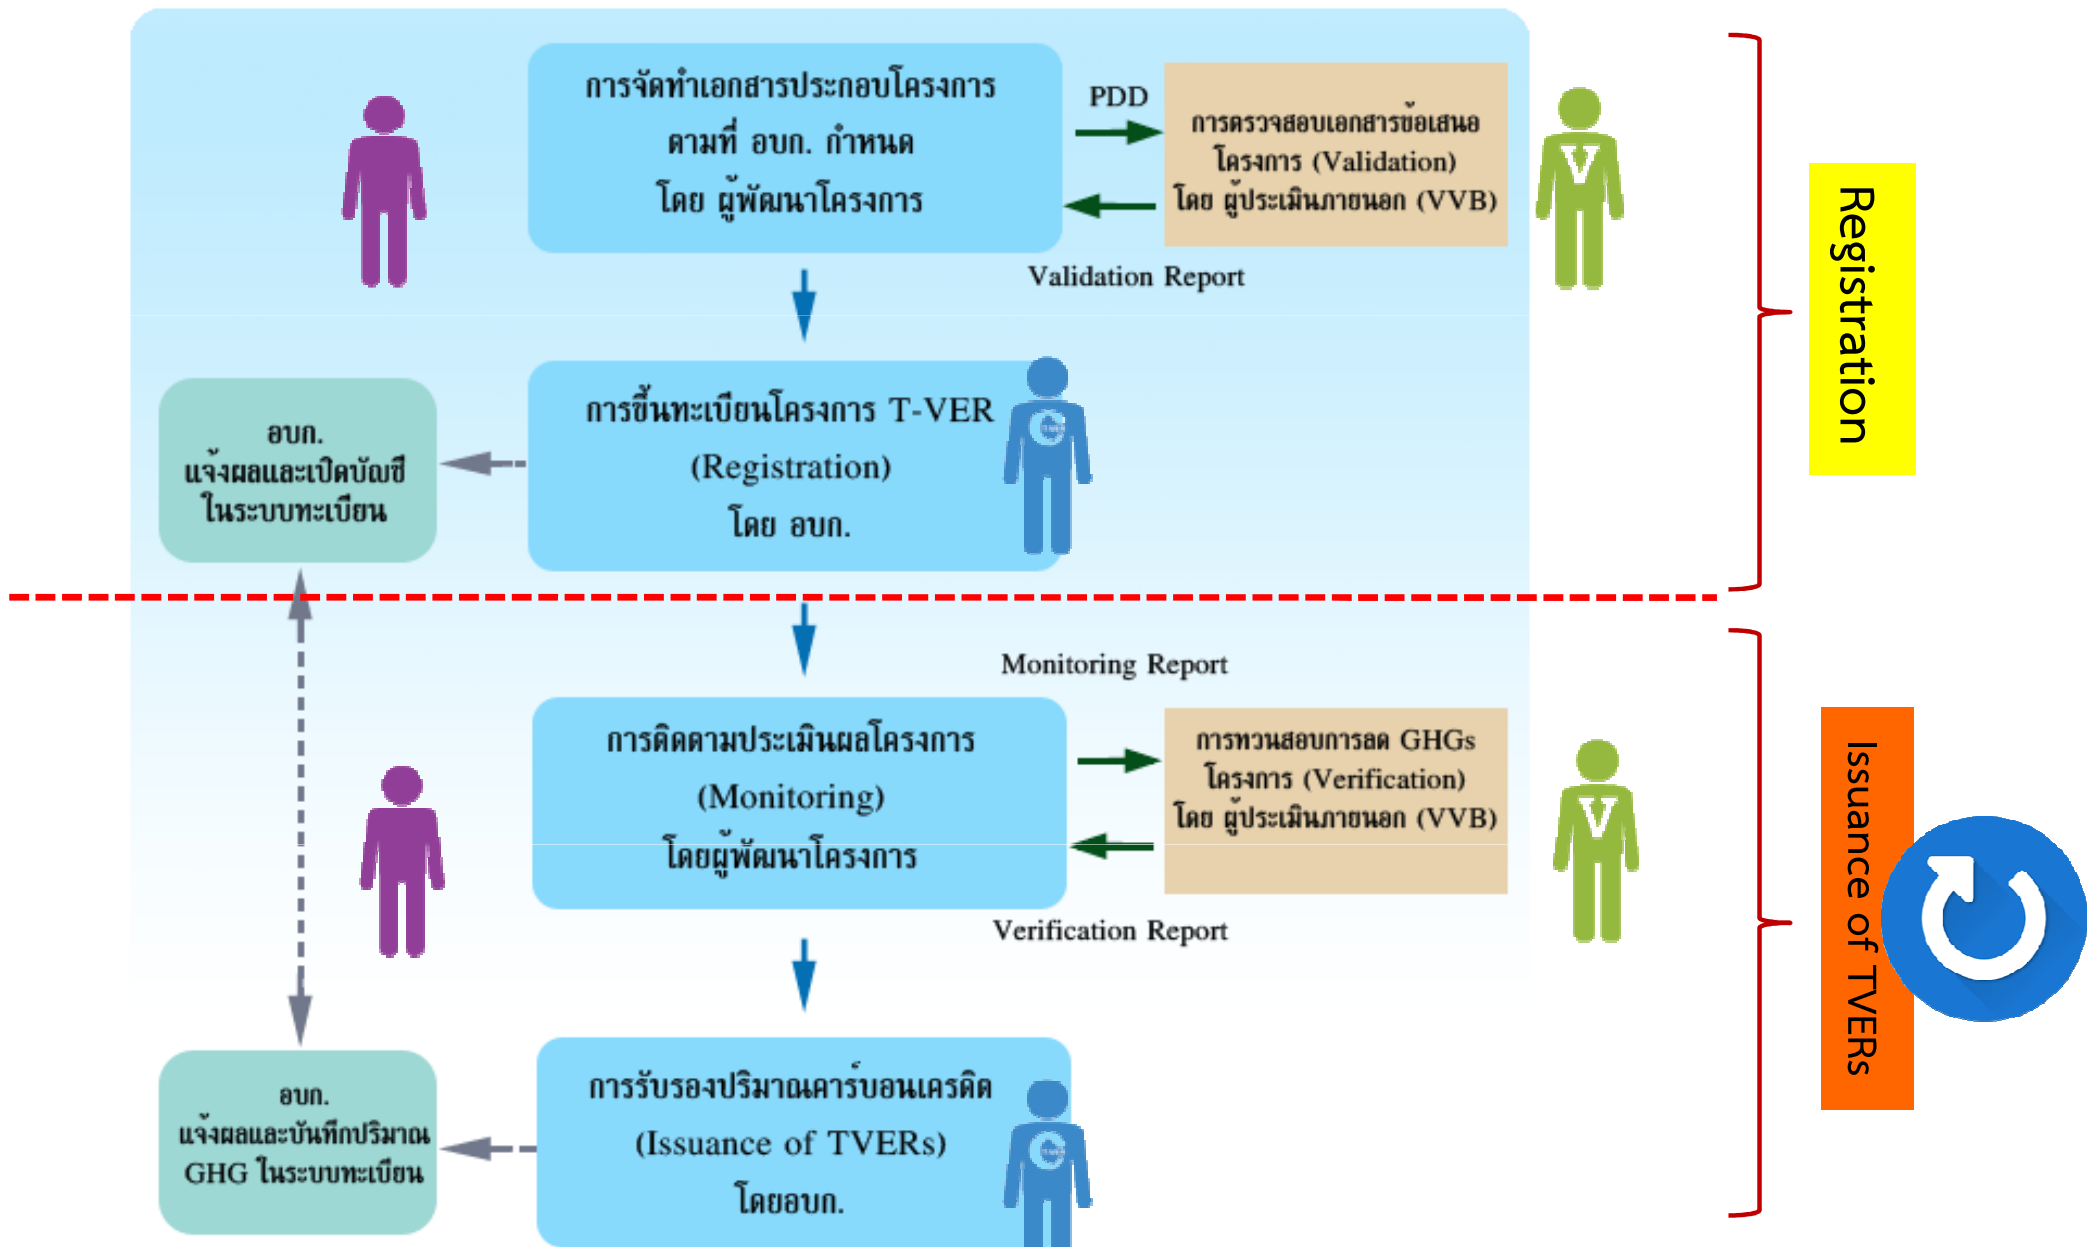 การจัดทำเอกสารประกอบโครงการ
ตามที่ อบก. กำหนด
โดย ผู้พัฒนาโครงการ
PDD
การตรวจสอบเอกสารข้อเสนอ
โครงการ (Validation)
โดย ผู้ประเมินภายนอก (VVB)
V
Validation Report
Registration
การขึ้นทะเบียนโครงการ T-VER
(Registration)
โดย อบก.
อบก.
แจ้งผลและเปิดบัญชี
ในระบบทะเบียน
Monitoring Report
การติดตามประเมินผลโครงการ
(Monitoring)
โดยผู้พัฒนาโครงการ
การทวนสอบการลด GHGs
โครงการ (Verification)
โดย ผู้ประเมินภายนอก (VVB)
V
Verification Report
Issuance of TVERs
การรับรองปริมาณคาร์บอนเครดิต
(Issuance of TVERs)
โดยอบก.
อบก.
แจ้งผลและบันทึกปริมาณ
GHG ในระบบทะเบียน